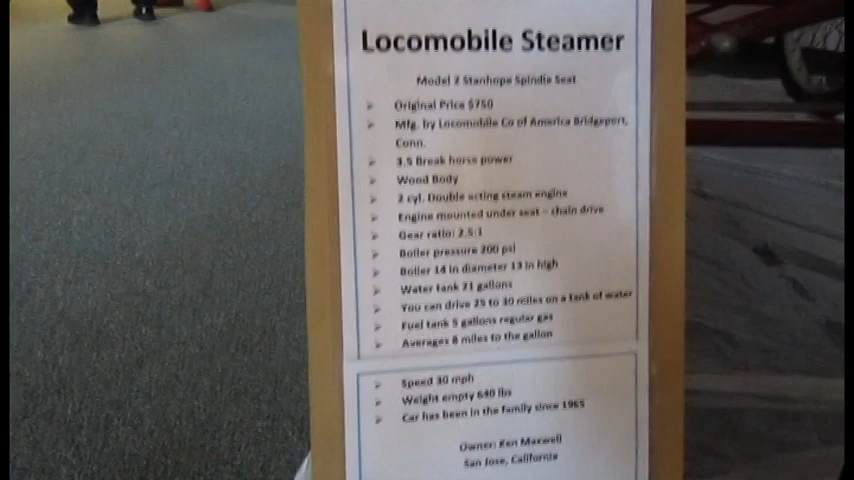 Locomobile Steamer
Model 2 Stanhope Spindle Seat
Original Price $750
Mfg. by Locomobile Co of America Bridgeport,
Conn.
3.5 Break horse power
Wood Body
2 cyl. Double acting steam engine
Engine mounted under seat – chain drive
Gear ratio: 2.5:1
Boiler pressure 200 psi
Boiler 14 in diameter 13 in high
Water tank 21 gallons
You can drive 25 to 30 miles on a tank of water
Fuel tank 5 gallons regular gas
Averages 8 miles to the gallon
Speed 30 mph
Weight empty 640 lbs
Car has been in the family since 1965
Owner: Ken Maxwell
San Jose, California